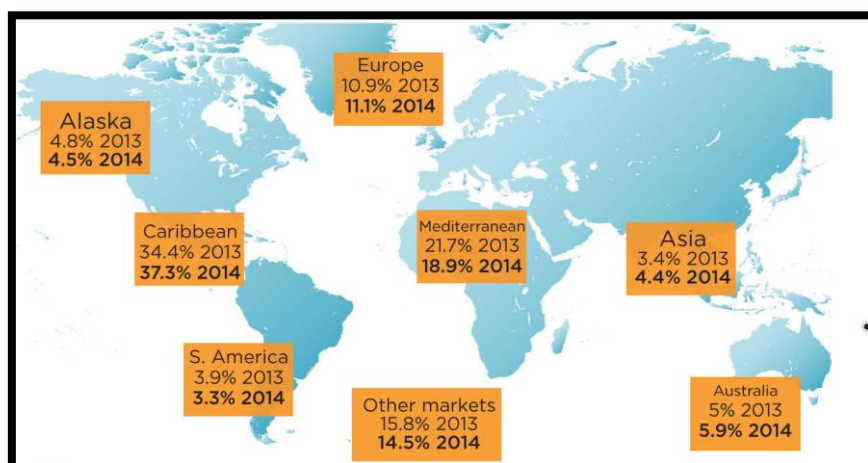 Europe
10.9% 2013
11.1% 2014
Alaska
4.8% 2013
4.5% 2014
Caribbean
34.4% 2013
37.3% 2014
Mediterranean
21.7% 2013
18.9% 2014
Asia
3.4% 2013
4.4% 2014
S. America
3.9% 2013
3.3% 2014
Other markets
15.8% 2013
14.5% 2014
Australia
5% 2013
5.9% 2014